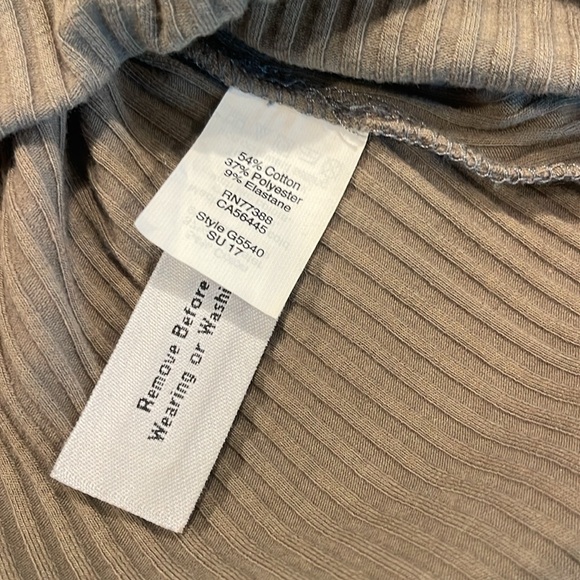 54% Cotton
37% Polyester
9% Elastane
RN77388
CA56445
Style G5540
SU 17
Remove Before
Wearing or Washi